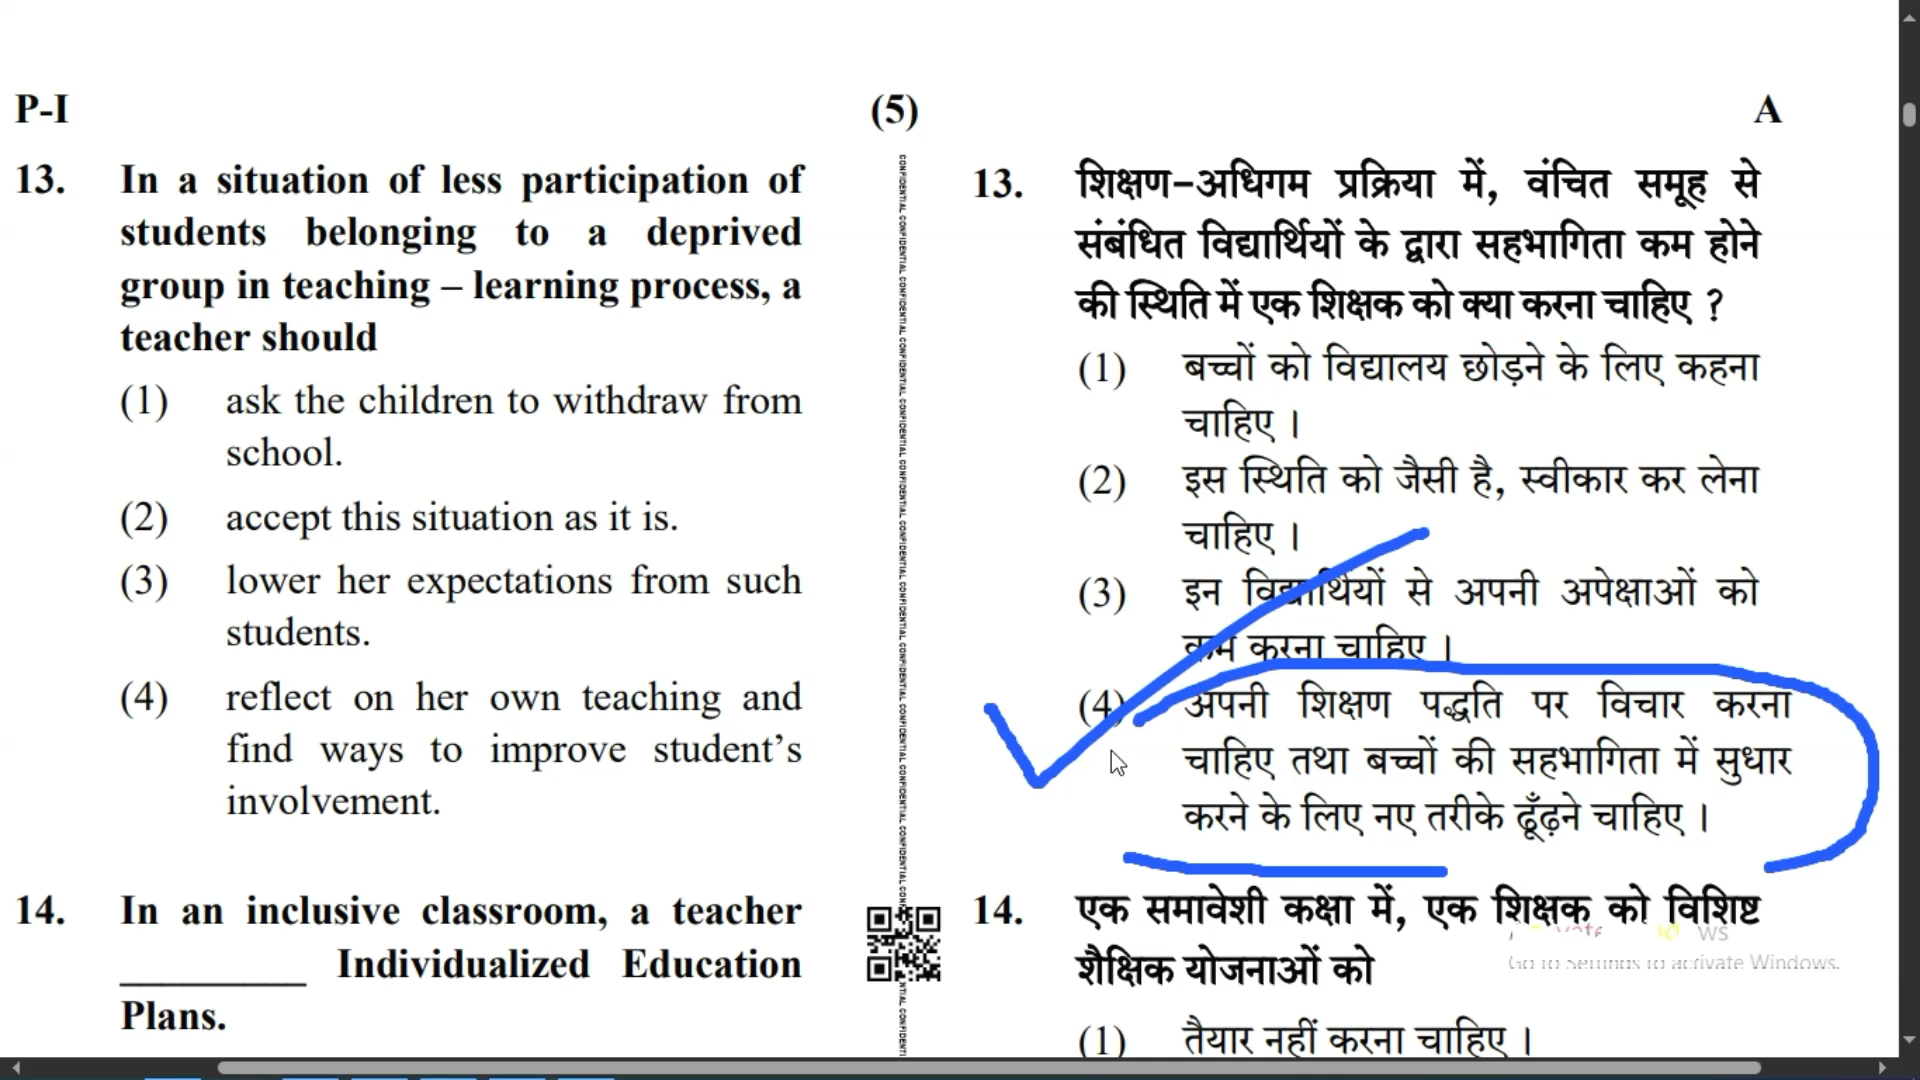 P-I
(5)
A
13. In a situation of less participation of
students belonging to a deprived
group in teaching – learning process, a
teacher should
(1) ask the children to withdraw from
school.
(2) accept this situation as it is.
(3) lower her expectations from such
students.
(4) reflect on her own teaching and
find ways to improve student’s
involvement.
14. In an inclusive classroom, a teacher
_________ Individualized Education
Plans.
13. शिक्षण–अधिगम प्रक्रिया में, वंचित समूह से
संबंधित विद्यार्थियों के द्वारा सहभागिता कम होने
की स्थिति में एक शिक्षक को क्या करना चाहिए ?
(1) बच्चों को विद्यालय छोड़ने के लिए कहना
चाहिए ।
(2) इस स्थिति को जैसी है, स्वीकार कर लेना
चाहिए ।
(3) इन विद्यार्थियों से अपनी अपेक्षाओं को
कम करना चाहिए ।
(4) अपनी शिक्षण पद्धति पर विचार करना
चाहिए तथा बच्चों की सहभागिता में सुधार
करने के लिए नए तरीके ढूँढ़ने चाहिए ।
14. एक समावेशी कक्षा में, एक शिक्षक को विशिष्ट
शैक्षिक योजनाओं को
(1) तैयार नहीं करना चाहिए ।
Go to Settings to activate Windows.